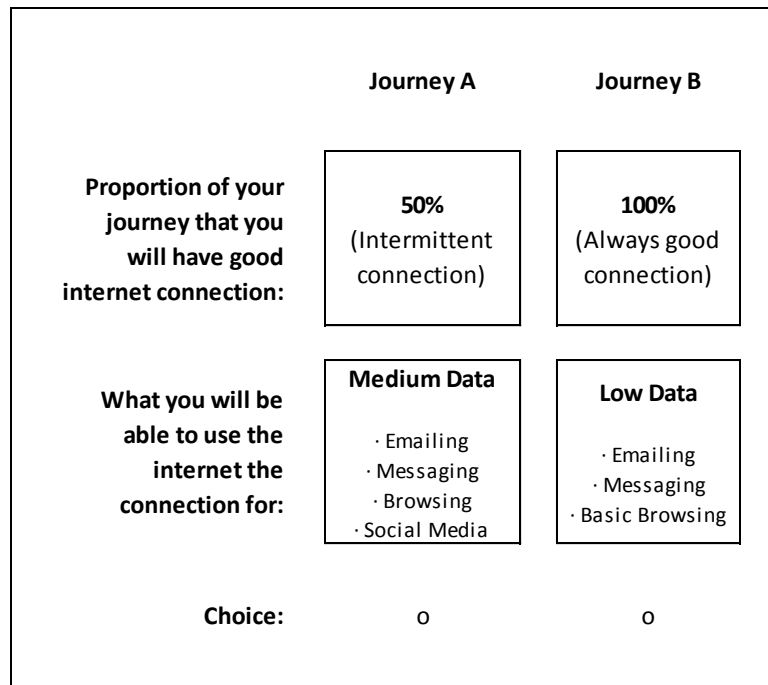 Journey A Journey B
Proportion of your
journey that you
will have good
internet connection:
50%
(Intermittent
connection)
100%
(Always good
connection)
What you will be
able to use the
internet the
connection for:
Medium Data
· Emailing
· Messaging
· Browsing
· Social Media
Low Data
· Emailing
· Messaging
· Basic Browsing
Choice: o o